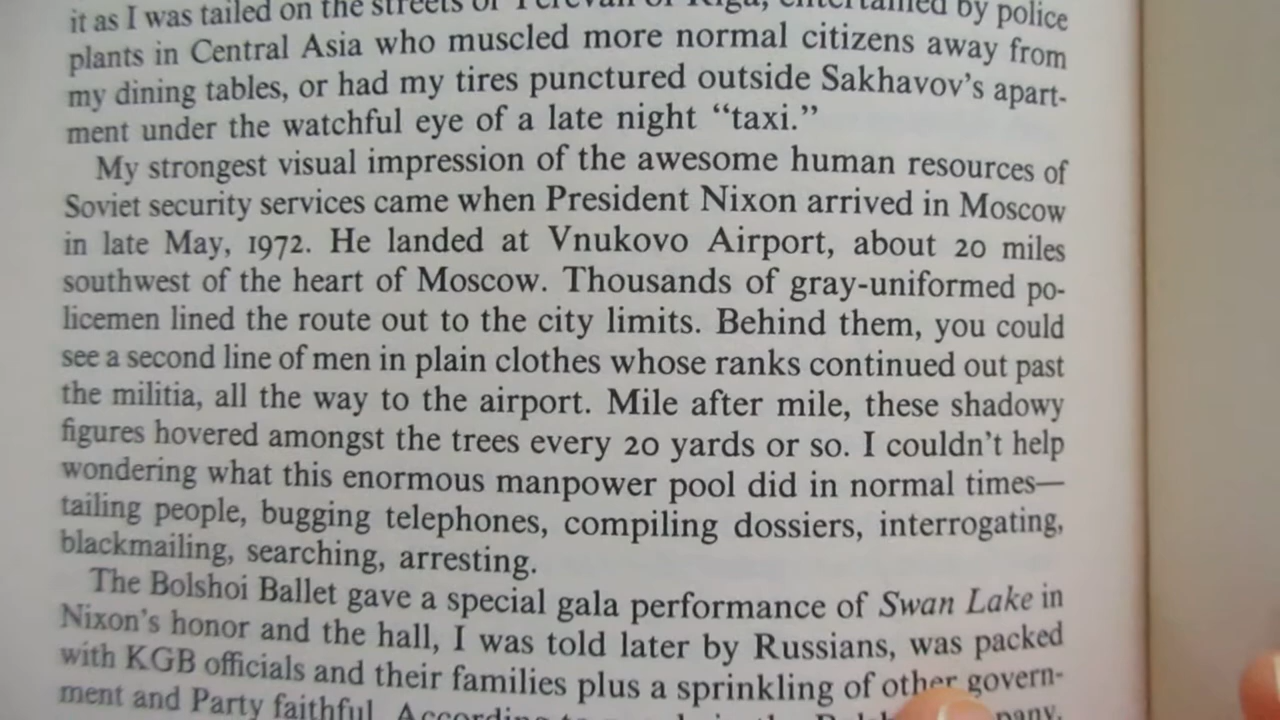 it as I was tailed on the streets of Yerevan or Riga, entertained by police
plants in Central Asia who muscled more normal citizens away from
my dining tables, or had my tires punctured outside Sakhavov’s apart-
ment under the watchful eye of a late night “taxi.”
My strongest visual impression of the awesome human resources of
Soviet security services came when President Nixon arrived in Moscow
in late May, 1972. He landed at Vnukovo Airport, about 20 miles
southwest of the heart of Moscow. Thousands of gray-uniformed po-
licemen lined the route out to the city limits. Behind them, you could
see a second line of men in plain clothes whose ranks continued out past
the militia, all the way to the airport. Mile after mile, these shadowy
figures hovered amongst the trees every 20 yards or so. I couldn’t help
wondering what this enormous manpower pool did in normal times—
tailing people, bugging telephones, compiling dossiers, interrogating,
blackmailing, searching, arresting.
The Bolshoi Ballet gave a special gala performance of Swan Lake in
Nixon’s honor and the hall, I was told later by Russians, was packed
with KGB officials and their families plus a sprinkling of other govern-
ment and Party faithful. According to